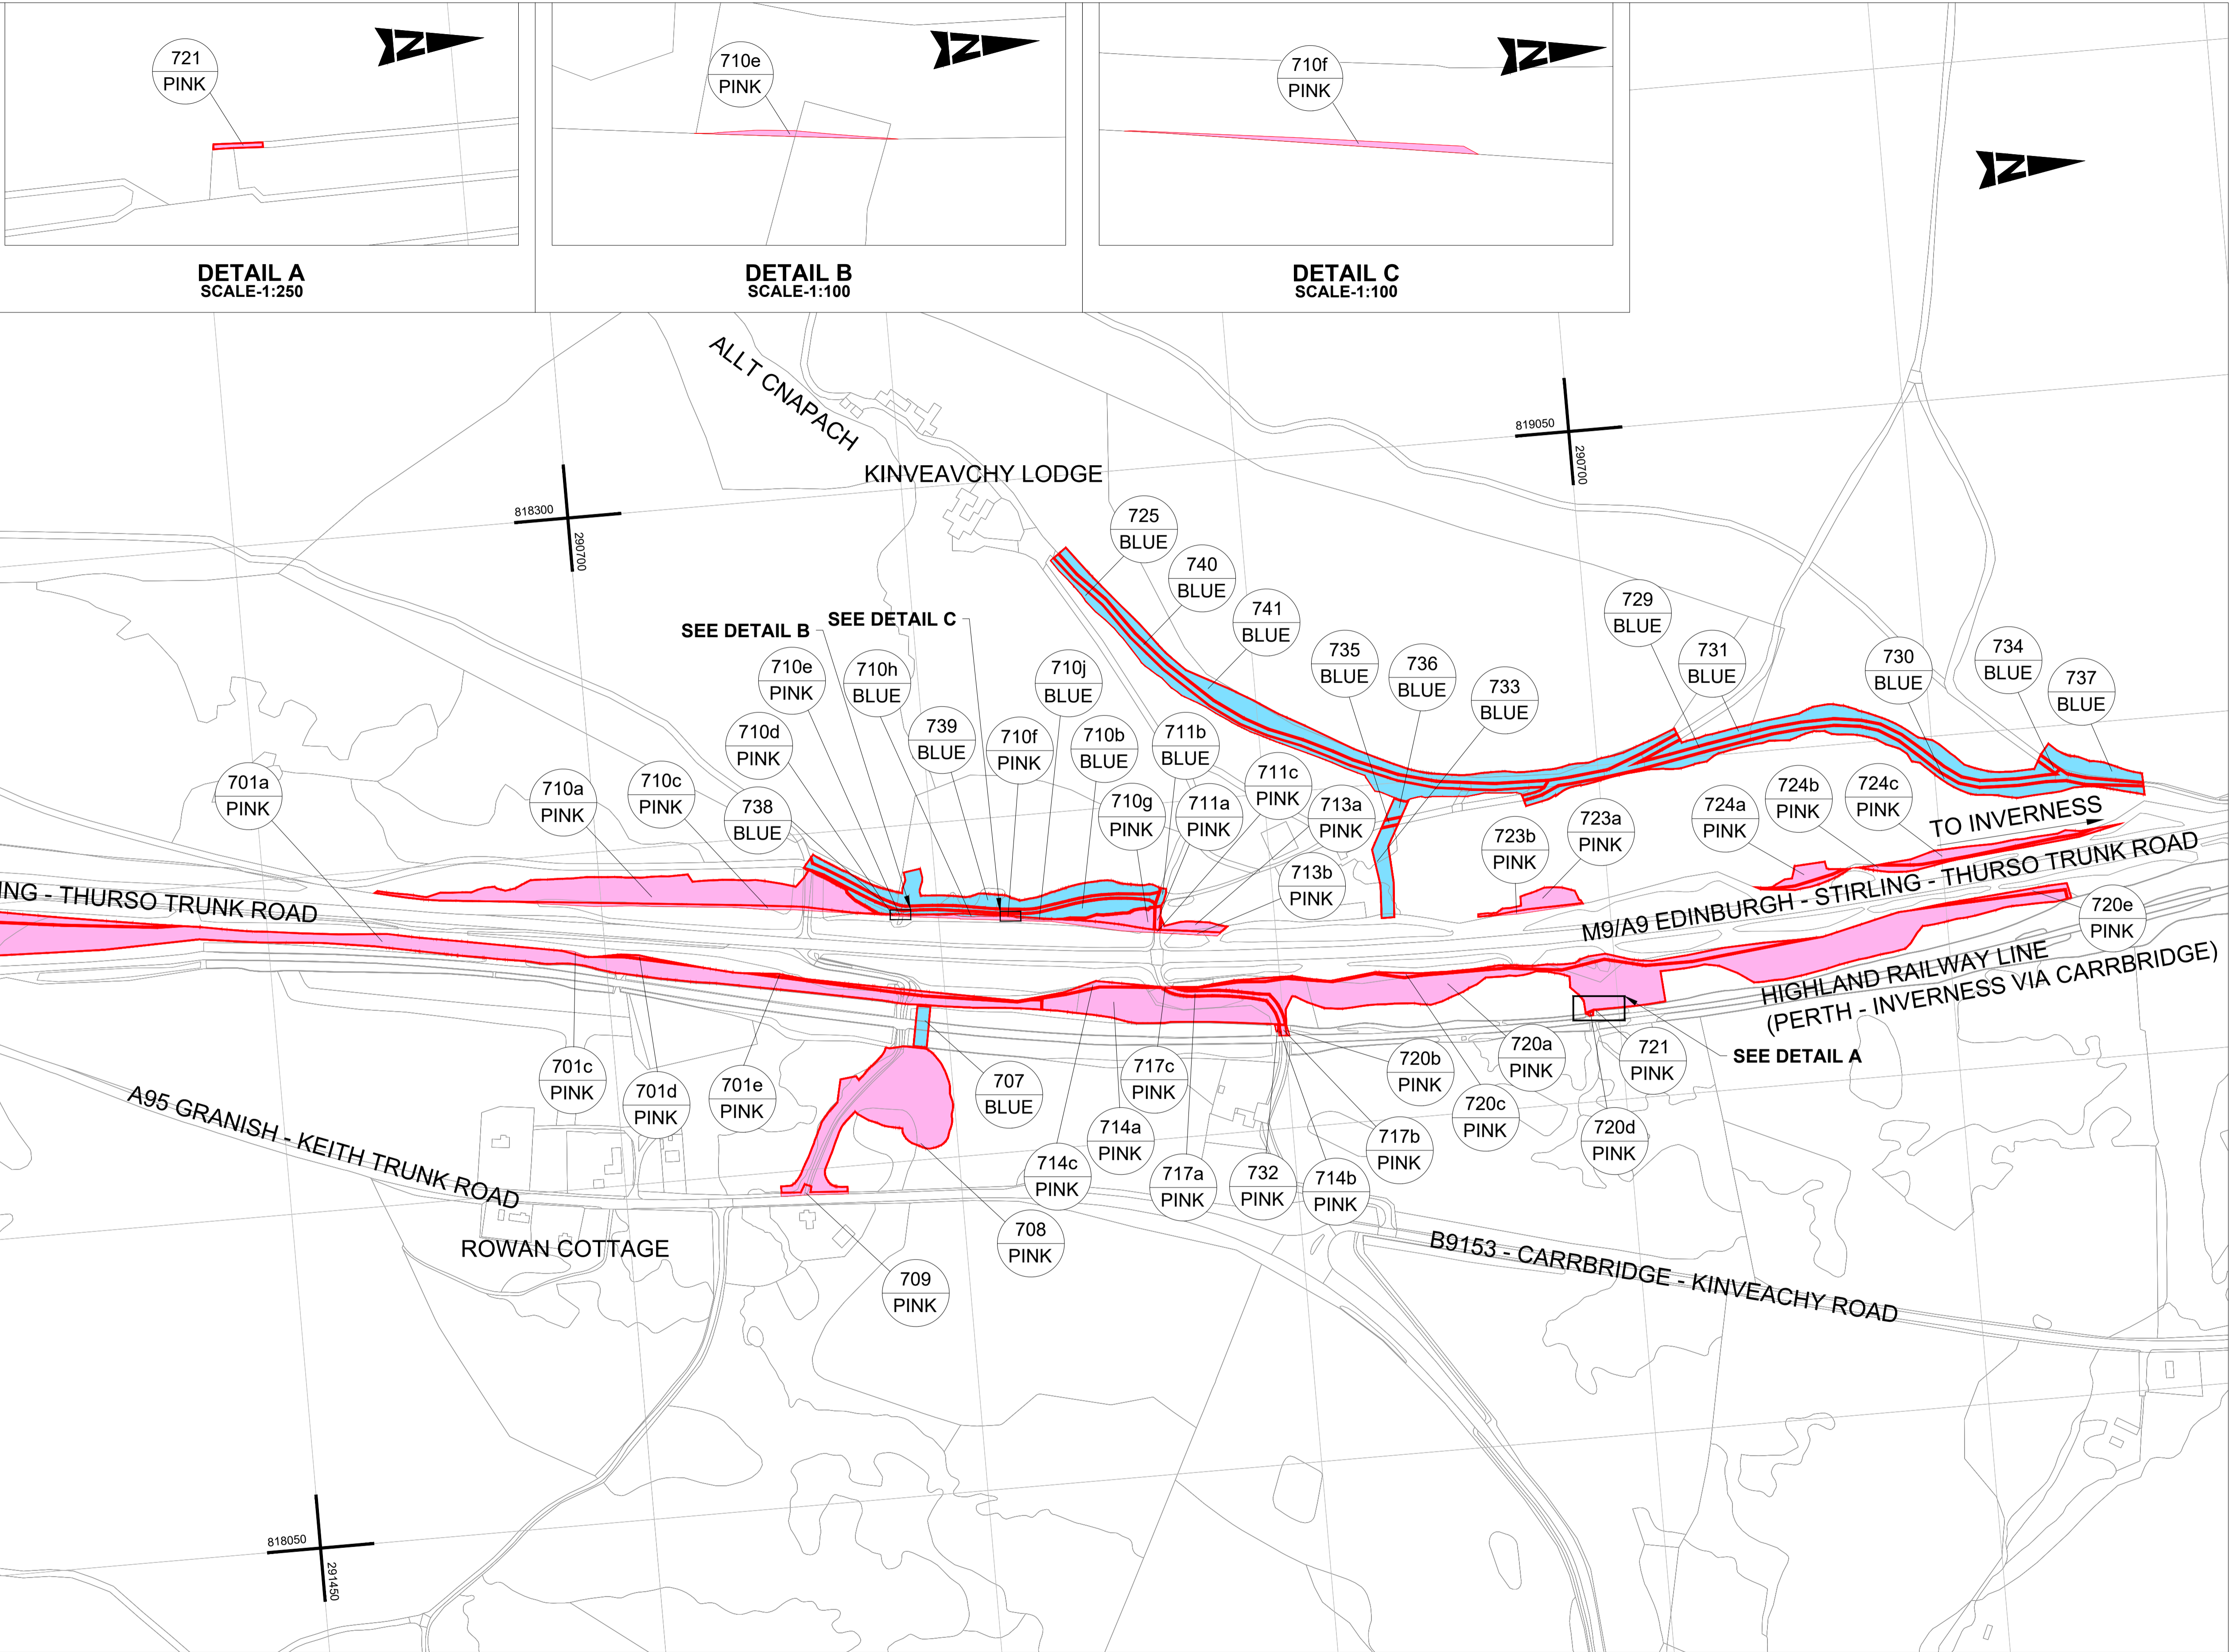 721
PINK
N
DETAIL A
SCALE-1:250
710e
PINK
N
DETAIL B
SCALE-1:100
710f
PINK
N
DETAIL C
SCALE-1:100
N
ALLT CNAPACH
KINVEAVCHY LODGE
819050
290700
818300
290700
725
BLUE
740
BLUE
741
BLUE
729
BLUE
735
BLUE
736
BLUE
733
BLUE
731
BLUE
730
BLUE
734
BLUE
737
BLUE
SEE DETAIL B
SEE DETAIL C
710e
PINK
710h
BLUE
710j
BLUE
710d
PINK
739
BLUE
710f
PINK
710b
BLUE
711b
BLUE
711c
PINK
701a
PINK
710a
PINK
710c
PINK
738
BLUE
710g
PINK
711a
PINK
713a
PINK
713b
PINK
723b
PINK
723a
PINK
724a
PINK
724b
PINK
724c
PINK
TO INVERNESS
ING - THURSO TRUNK ROAD
M9/A9 EDINBURGH - STIRLING - THURSO TRUNK ROAD
720e
PINK
HIGHLAND RAILWAY LINE
(PERTH - INVERNESS VIA CARRBRIDGE)
SEE DETAIL A
701c
PINK
701d
PINK
701e
PINK
707
BLUE
717c
PINK
720b
PINK
720a
PINK
721
PINK
714a
PINK
720c
PINK
720d
PINK
714c
PINK
717a
PINK
732
PINK
714b
PINK
717b
PINK
A95 GRANISH - KEITH TRUNK ROAD
ROWAN COTTAGE
708
PINK
709
PINK
B9153 - CARRBRIDGE - KINVEACHY ROAD
818050
291450